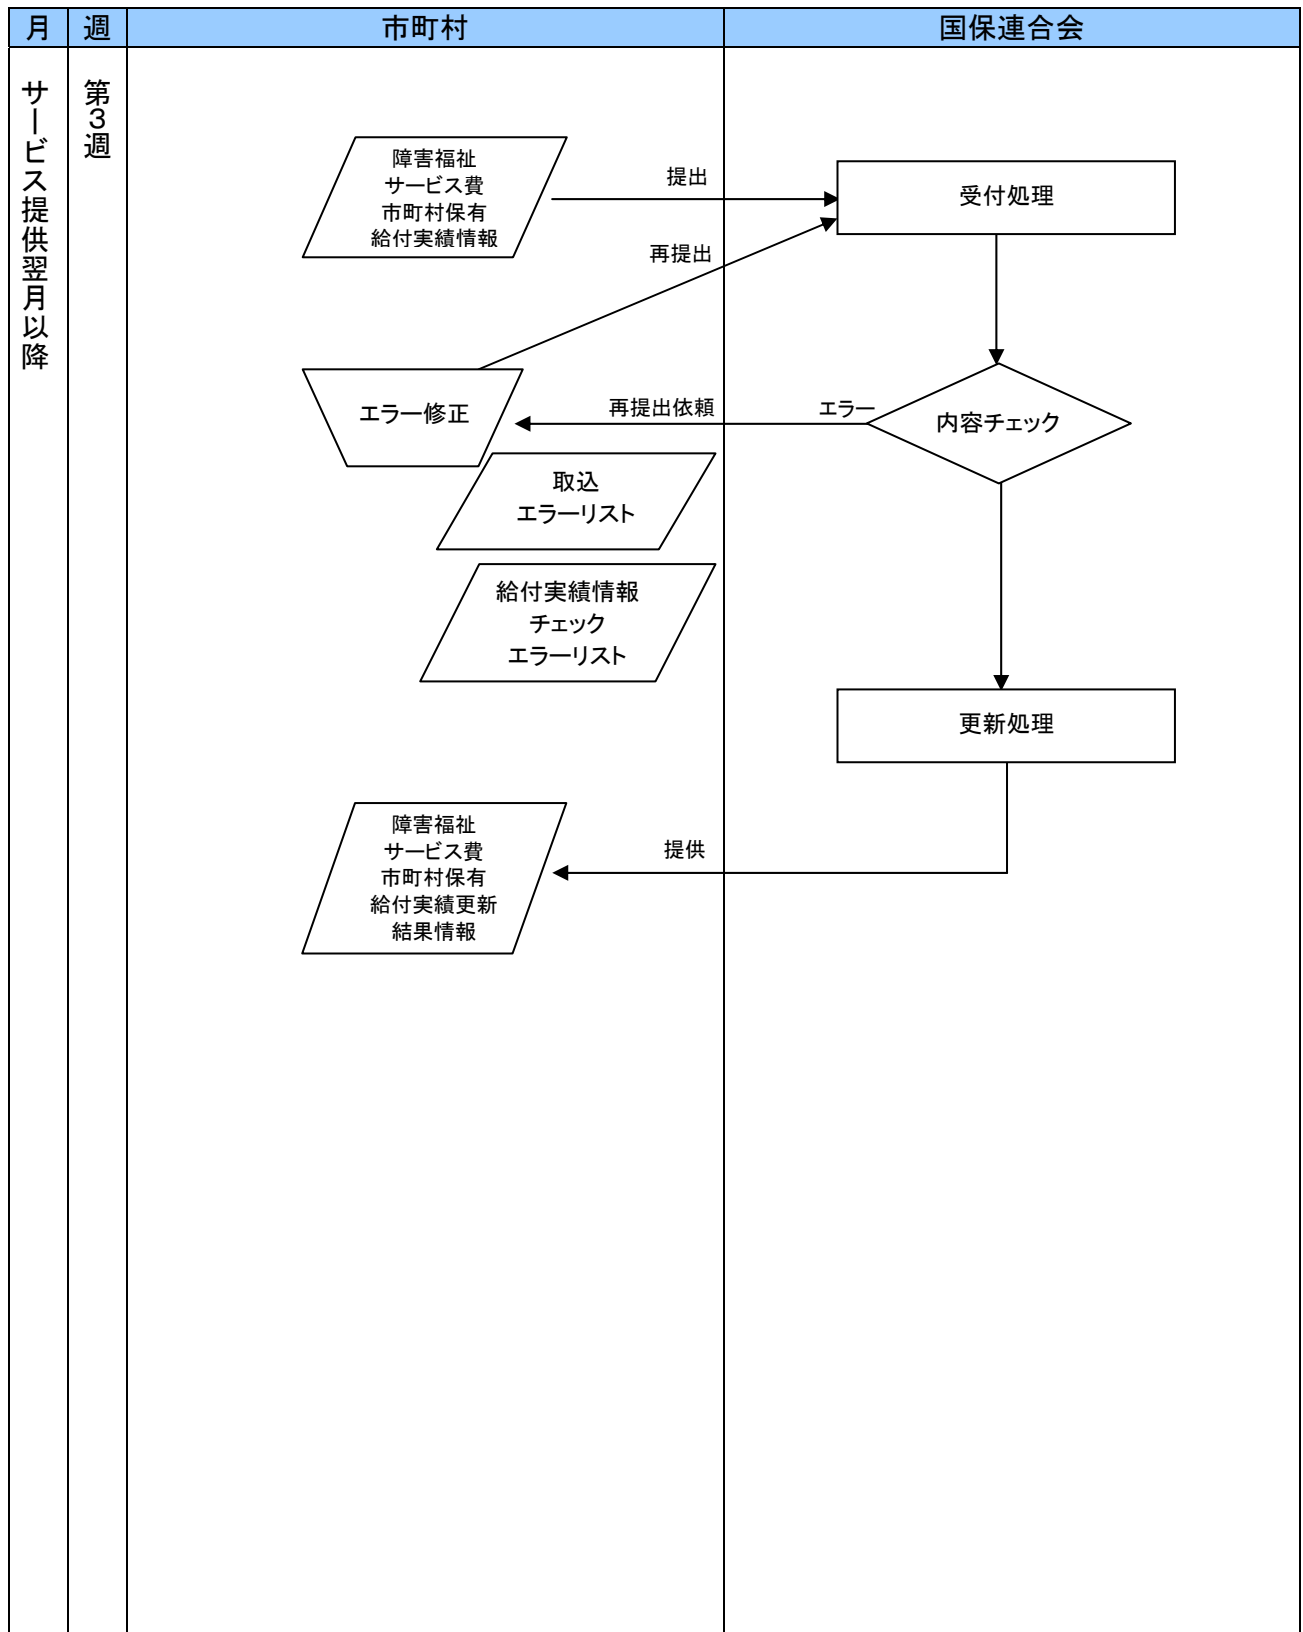 月
週
市町村
国保連合会
サービス提供翌月以降
第３週
障害福祉
サービス費
市町村保有
給付実績情報
提出
受付処理
再提出
エラー修正
再提出依頼
エラー
内容チェック
取込
エラーリスト
給付実績情報
チェック
エラーリスト
更新処理
障害福祉
サービス費
市町村保有
給付実績更新
結果情報
提供